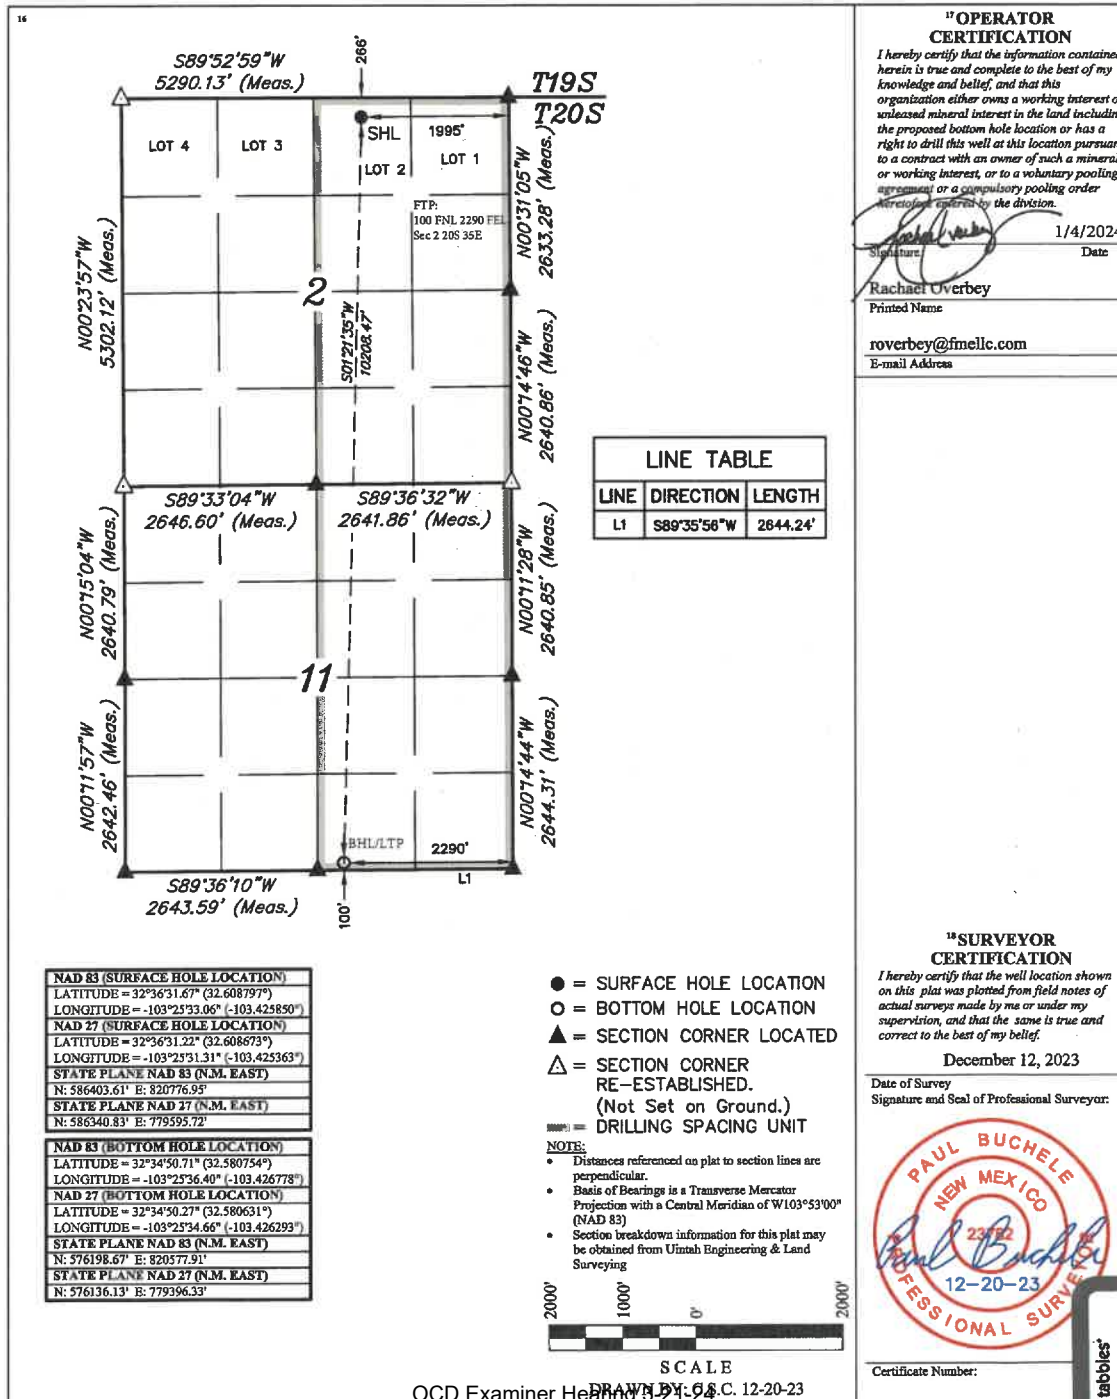 16
S89°52'59"W
5290.13' (Meas.)
266'
T19S
T20S
SHL
1995'
LOT 4
LOT 3
LOT 2
LOT 1
FTP:
100 FNL 2290 FEL
Sec 2 20S 35E
N00°31'05"W
2633.28' (Meas.)
N00°23'57"W
5302.12' (Meas.)
2
S01°21'35"W
10208.47'
N00°14'46"W
2640.86' (Meas.)
S89°33'04"W
2646.60' (Meas.)
S89°36'32"W
2641.86' (Meas.)
N00°15'04"W
2640.79' (Meas.)
N00°11'28"W
2640.85' (Meas.)
11
N00°11'57"W
2642.46' (Meas.)
N00°14'44"W
2644.31' (Meas.)
BHL/LTP
2290'
L1
S89°36'10"W
2643.59' (Meas.)
100'
LINE TABLE
LINE DIRECTION LENGTH
L1 S89°35'56"W 2644.24'
NAD 83 (SURFACE HOLE LOCATION)
LATITUDE = 32°36'31.67" (32.608797°)
LONGITUDE = -103°25'33.06" (-103.425850°)
NAD 27 (SURFACE HOLE LOCATION)
LATITUDE = 32°36'31.22" (32.608673°)
LONGITUDE = -103°25'31.31" (-103.425363°)
STATE PLANE NAD 83 (N.M. EAST)
N: 586403.61' E: 820776.95'
STATE PLANE NAD 27 (N.M. EAST)
N: 586340.83' E: 779595.72'
NAD 83 (BOTTOM HOLE LOCATION)
LATITUDE = 32°34'50.71" (32.580754°)
LONGITUDE = -103°25'36.40" (-103.426778°)
NAD 27 (BOTTOM HOLE LOCATION)
LATITUDE = 32°34'50.27" (32.580631°)
LONGITUDE = -103°25'34.66" (-103.426293°)
STATE PLANE NAD 83 (N.M. EAST)
N: 576198.67' E: 820577.91'
STATE PLANE NAD 27 (N.M. EAST)
N: 576136.13' E: 779396.33'
= SURFACE HOLE LOCATION
= BOTTOM HOLE LOCATION
= SECTION CORNER LOCATED
= SECTION CORNER
RE-ESTABLISHED.
(Not Set on Ground.)
= DRILLING SPACING UNIT
NOTE:
• Distances referenced on plat to section lines are
perpendicular.
• Basis of Bearings is a Transverse Mercator
Projection with a Central Meridian of W103°53'00"
(NAD 83)
• Section breakdown information for this plat may
be obtained from Uintah Engineering & Land
Surveying
2000'
1000'
0'
2000'
SCALE
DRAWN BY: C.S.C. 12-20-23
OCD Examiner Hearing 3-21-24
17 OPERATOR
CERTIFICATION
I hereby certify that the information contained
herein is true and complete to the best of my
knowledge and belief, and that this
organization either owns a working interest or
unleased mineral interest in the land including
the proposed bottom hole location or has a
right to drill this well at this location pursuant
to a contract with an owner of such a mineral
or working interest, or to a voluntary pooling
agreement or a compulsory pooling order
heretofore entered by the division.
Rachael Overbey
1/4/2024
Signature
Date
Rachael Overbey
Printed Name
roverbey@fmellc.com
E-mail Address
18 SURVEYOR
CERTIFICATION
I hereby certify that the well location shown
on this plat was plotted from field notes of
actual surveys made by me or under my
supervision, and that the same is true and
correct to the best of my belief.
December 12, 2023
Date of Survey
Signature and Seal of Professional Surveyor:
PAUL BUCHELE
NEW MEXICO
Paul Buchele
12-20-23
PROFESSIONAL SURVEYOR
Certificate Number:
tabbies'